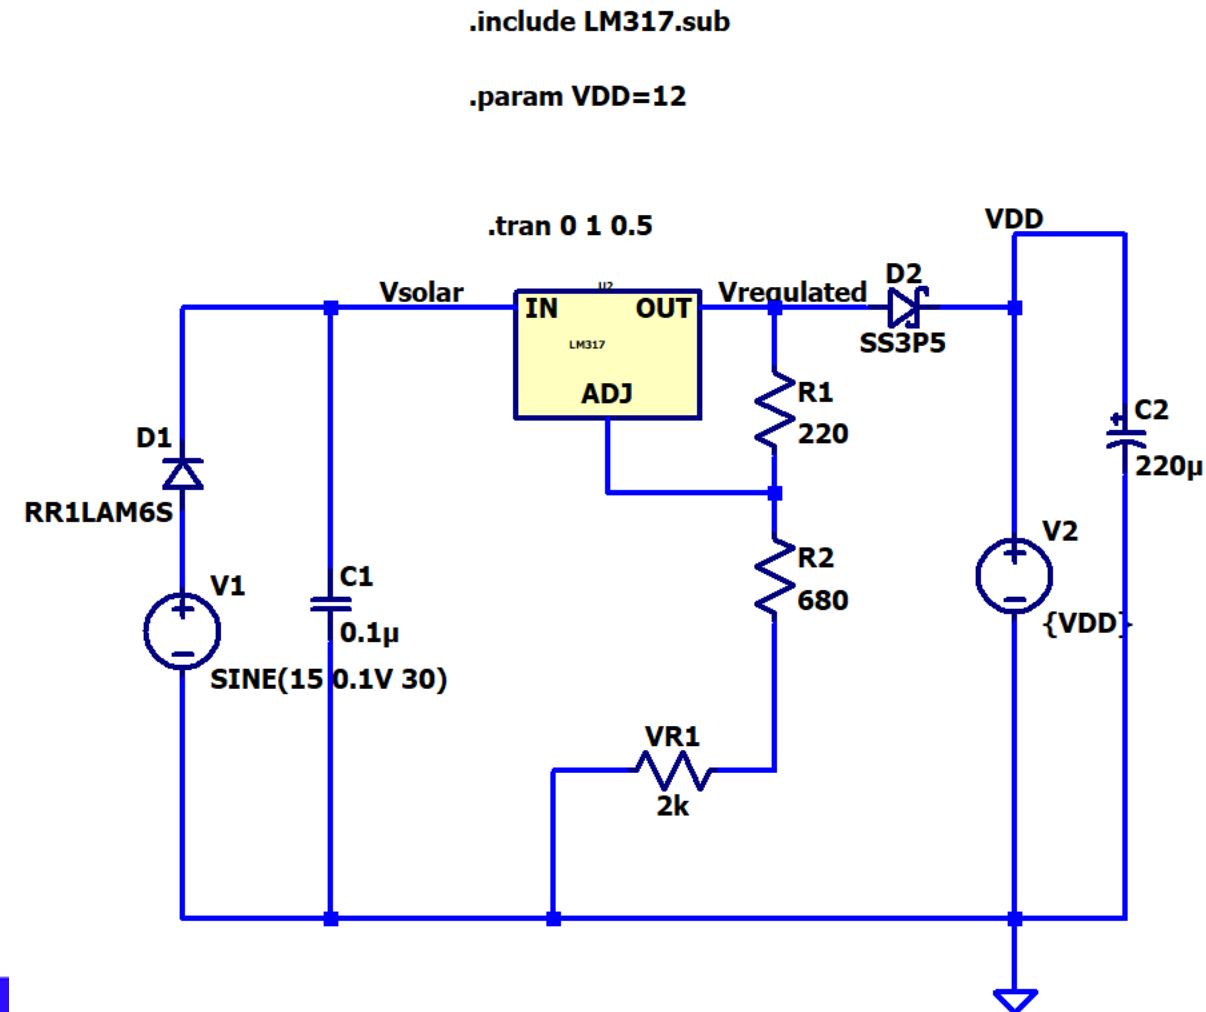 .include LM317.sub
.param VDD=12
.tran 0 1 0.5
VDD
Vsolar
U2
IN
OUT
LM317
ADJ
Vregulated
D2
SS3P5
R1
220
C2
220µ
D1
RR1LAM6S
R2
680
V2
{VDD}
V1
SINE(15 0.1V 30)
C1
0.1µ
VR1
2k